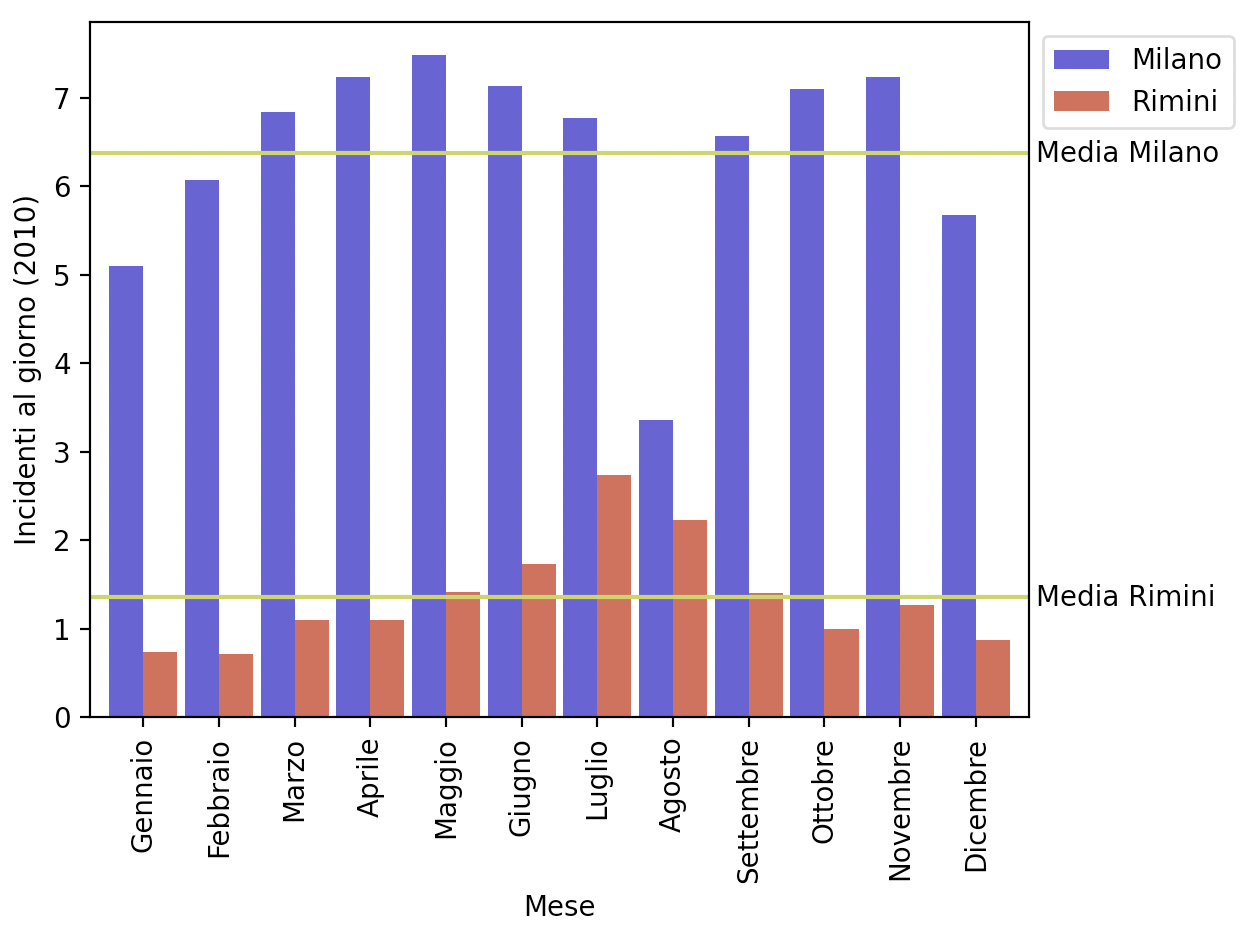 Milano
Rimini
Media Milano
Media Rimini
Incidenti al giorno (2010)
7
6
5
4
3
2
1
0
Gennaio
Febbraio
Marzo
Aprile
Maggio
Giugno
Luglio
Agosto
Settembre
Ottobre
Novembre
Dicembre
Mese